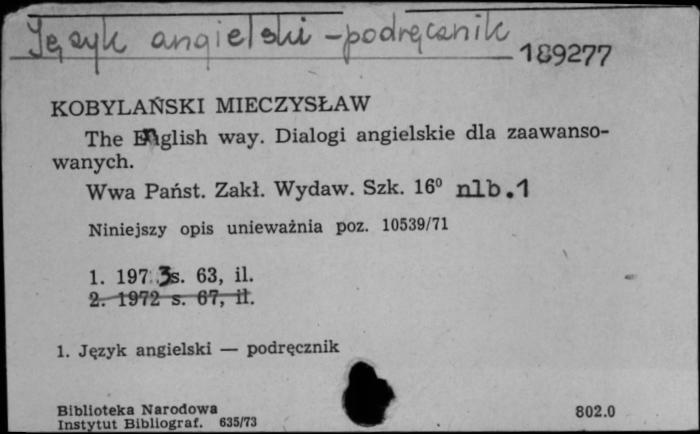 Język angielski - podręcznik
189277
KOBYLAŃSKI MIECZYSŁAW
The English way. Dialogi angielskie dla zaawanso-
wanych.
Wwa Państ. Zakł. Wydaw. Szk. 16⁰ nlb.1
Niniejszy opis unieważnia poz. 10539/71
1. 1973 s. 63, il.
2. 1972 s. 67, il.
1. Język angielski — podręcznik
Biblioteka Narodowa 802.0
Instytut Bibliograf. 635/73